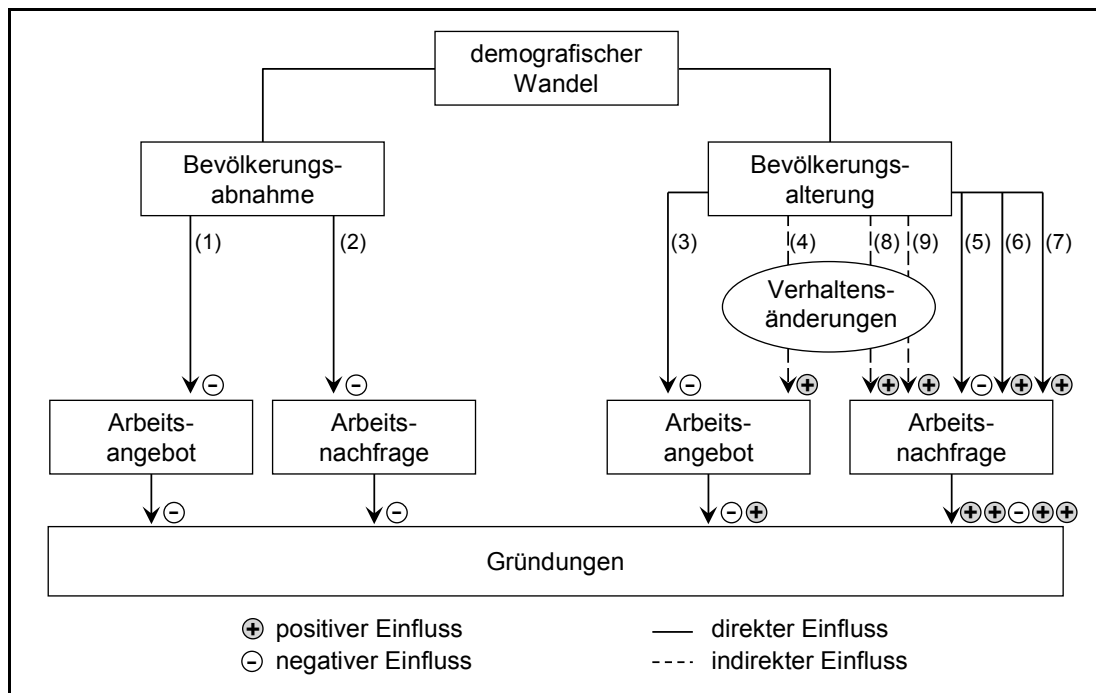 demografischer
Wandel
Bevölkerungs-
abnahme
Bevölkerungs-
alterung
(1)
(2)
(3)
(4)
(8)
(9)
(5)
(6)
(7)
Verhaltens-
änderungen
Arbeits-
angebot
Arbeits-
nachfrage
Arbeits-
angebot
Arbeits-
nachfrage
Gründungen
positiver Einfluss
negativer Einfluss
direkter Einfluss
indirekter Einfluss